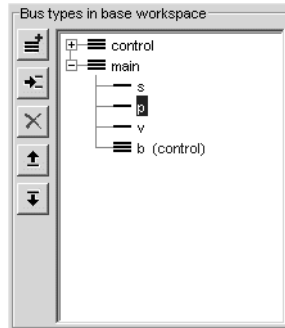 Bus types in base workspace
control
main
s
p
v
b (control)